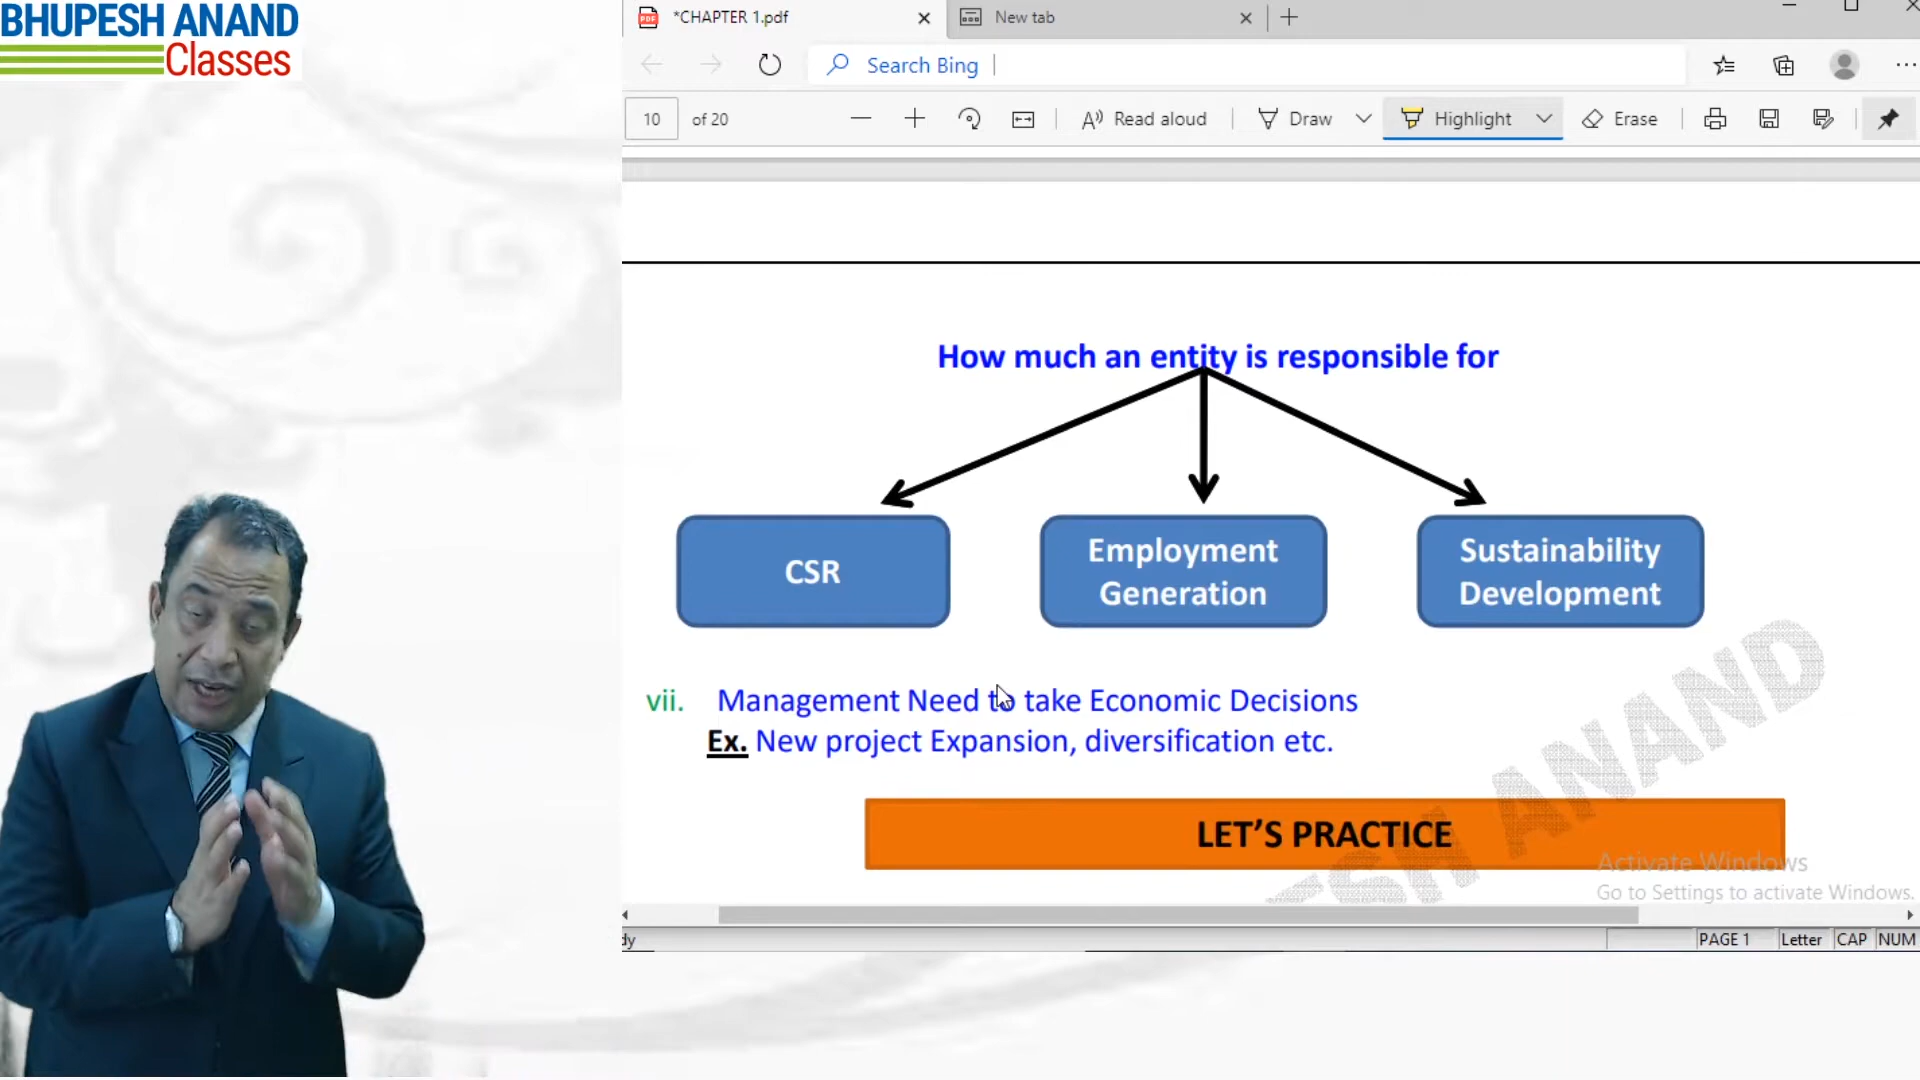 BHUPESH ANAND
Classes
*CHAPTER 1.pdf
New tab
Search Bing
10 of 20
Read aloud
Draw
Highlight
Erase
How much an entity is responsible for
CSR
Employment
Generation
Sustainability
Development
vii. Management Need to take Economic Decisions
Ex. New project Expansion, diversification etc.
LET'S PRACTICE
ESH ANAND
Activate Windows
Go to Settings to activate Windows.
dy
PAGE 1 Letter CAP NUM